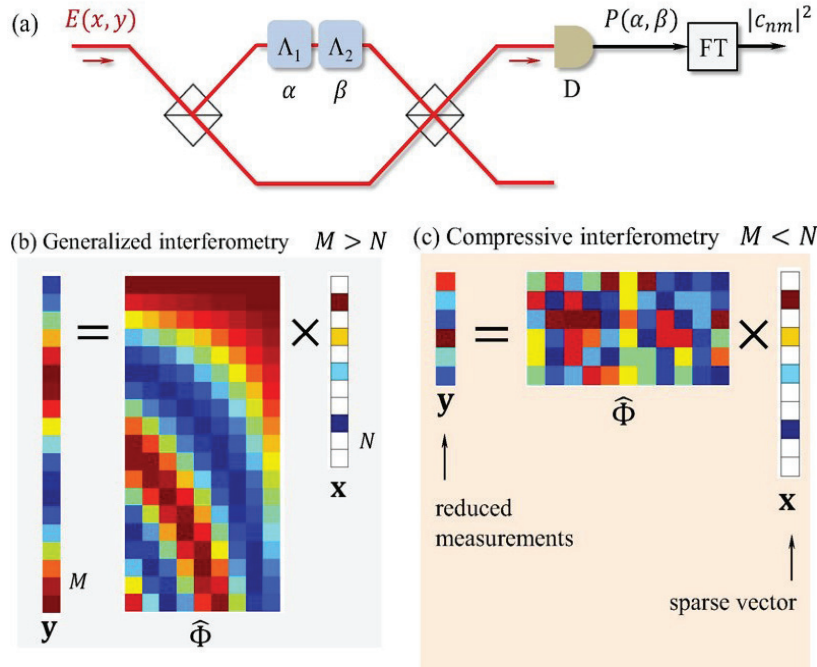 (a)
E(x, y)
Λ₁
Λ₂
α
β
D
P(α, β)
FT
|cₙₘ|²
(b) Generalized interferometry M > N
=
×
N
x
M
y
Φ̂
(c) Compressive interferometry M < N
=
×
y
Φ̂
x
reduced
measurements
sparse vector